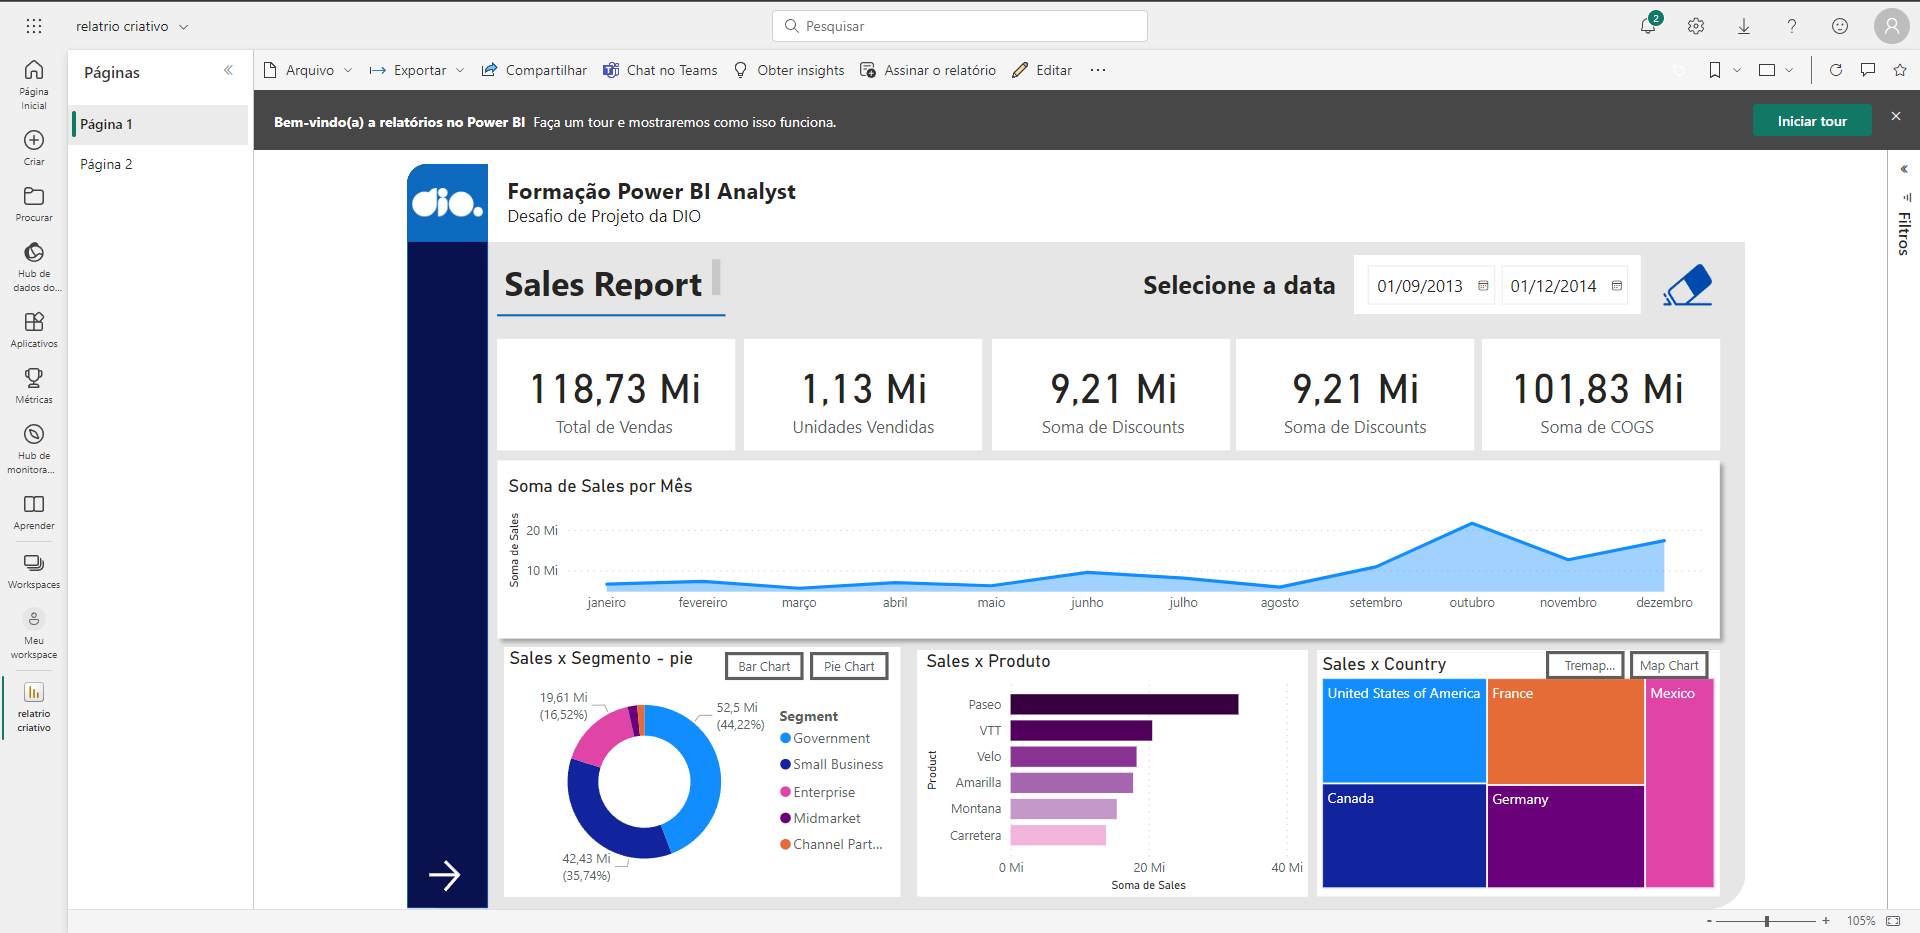 relatrio criativo
Pesquisar
2
Página
Inicial
Criar
Procurar
Hub de
dados do...
Aplicativos
Métricas
Hub de
monitora...
Aprender
Workspaces
Meu
workspace
relatrio
criativo
Páginas
Página 1
Página 2
Arquivo
Exportar
Compartilhar
Chat no Teams
Obter insights
Assinar o relatório
Editar
Bem-vindo(a) a relatórios no Power BI Faça um tour e mostraremos como isso funciona.
Iniciar tour
Filtros
dio.
Formação Power BI Analyst
Desafio de Projeto da DIO
Sales Report
Selecione a data
01/09/2013
01/12/2014
118,73 Mi
Total de Vendas
1,13 Mi
Unidades Vendidas
9,21 Mi
Soma de Discounts
9,21 Mi
Soma de Discounts
101,83 Mi
Soma de COGS
Soma de Sales por Mês
Soma de Sales
20 Mi
10 Mi
janeiro
fevereiro
março
abril
maio
junho
julho
agosto
setembro
outubro
novembro
dezembro
Sales x Segmento - pie
Bar Chart
Pie Chart
19,61 Mi
(16,52%)
52,5 Mi
(44,22%)
42,43 Mi
(35,74%)
Segment
Government
Small Business
Enterprise
Midmarket
Channel Part...
Sales x Produto
Product
Paseo
VTT
Velo
Amarilla
Montana
Carretera
0 Mi
20 Mi
40 Mi
Soma de Sales
Sales x Country
Tremap...
Map Chart
United States of America
France
Mexico
Canada
Germany
- +
105%